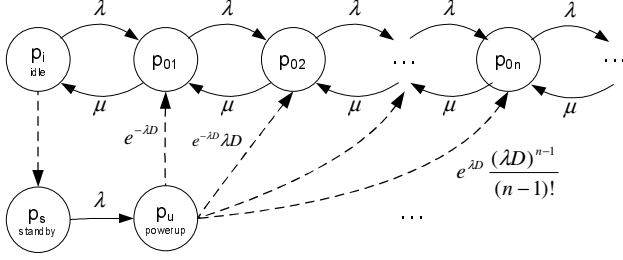 λ λ λ λ
p_i idle p_01 p_02 ... p_0n ...
μ μ μ μ μ
e^{-λD} e^{-λD}λD e^{λD} (λD)^{n-1}/(n-1)!
p_s standby λ p_u powerup ...